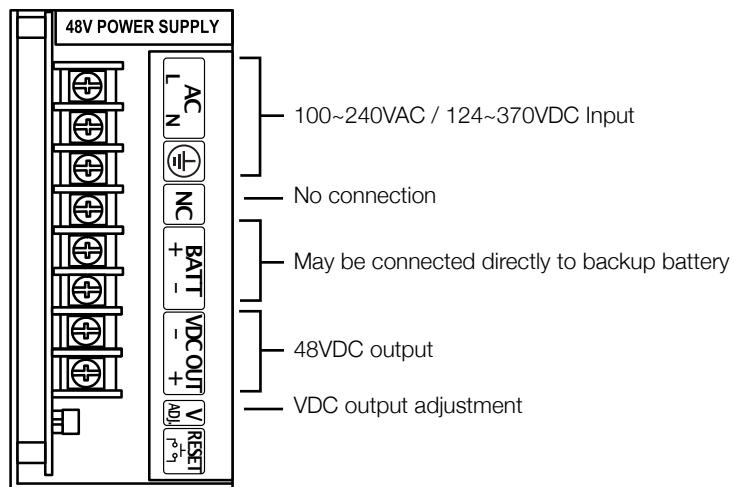 48V POWER SUPPLY
AC
L N
100~240VAC / 124~370VDC Input
NC
No connection
BATT
+ -
May be connected directly to backup battery
VDC OUT
- +
48VDC output
V
ADJ.
VDC output adjustment
RESET